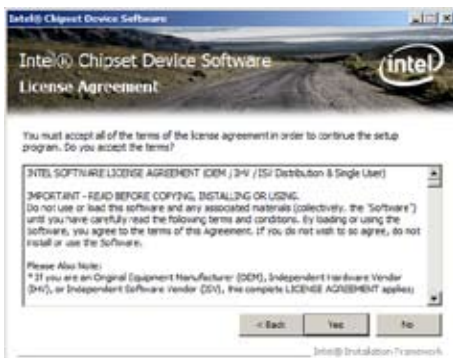 Intel® Chipset Device Software
Intel® Chipset Device Software
intel
License Agreement
You must accept all of the terms of the license agreement in order to continue the setup
program. Do you accept the terms?
INTEL SOFTWARE LICENSE AGREEMENT (OEM / IHV / ISV Distribution & Single User)
IMPORTANT - READ BEFORE COPYING, INSTALLING OR USING.
Do not use or load this software and any associated materials (collectively, the "Software")
until you have carefully read the following terms and conditions. By loading or using the
Software, you agree to the terms of this Agreement. If you do not wish to so agree, do not
install or use the Software.
Please Also Note:
* If you are an Original Equipment Manufacturer (OEM), Independent Hardware Vendor
(IHV), or Independent Software Vendor (ISV), this complete LICENSE AGREEMENT applies;
< Back Yes No
Intel® Installation Framework